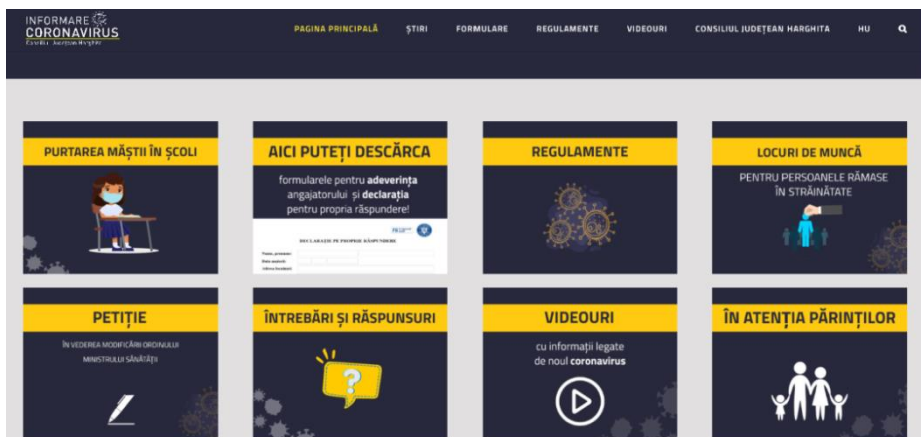 INFORMARE
CORONAVIRUS
Consiliul Județean Harghita
PAGINA PRINCIPALĂ ȘTIRI FORMULARE REGULAMENTE VIDEOURI CONSILIUL JUDEȚEAN HARGHITA HU
PURTAREA MĂȘTII ÎN ȘCOLI
AICI PUTEȚI DESCĂRCA
formularele pentru adeverința
angajatorului și declarația
pentru propria răspundere!
DECLARAȚIE PE PROPRIE RĂSPUNDERE
REGULAMENTE
LOCURI DE MUNCĂ
PENTRU PERSOANELE RĂMASE
ÎN STRĂINĂTATE
PETIȚIE
ÎN VEDEREA MODIFICĂRII ORDINULUI
MINISTRULUI SĂNĂTĂȚII
ÎNTREBĂRI ȘI RĂSPUNSURI
?
VIDEOURI
cu informații legate
de noul coronavirus
ÎN ATENȚIA PĂRINȚILOR